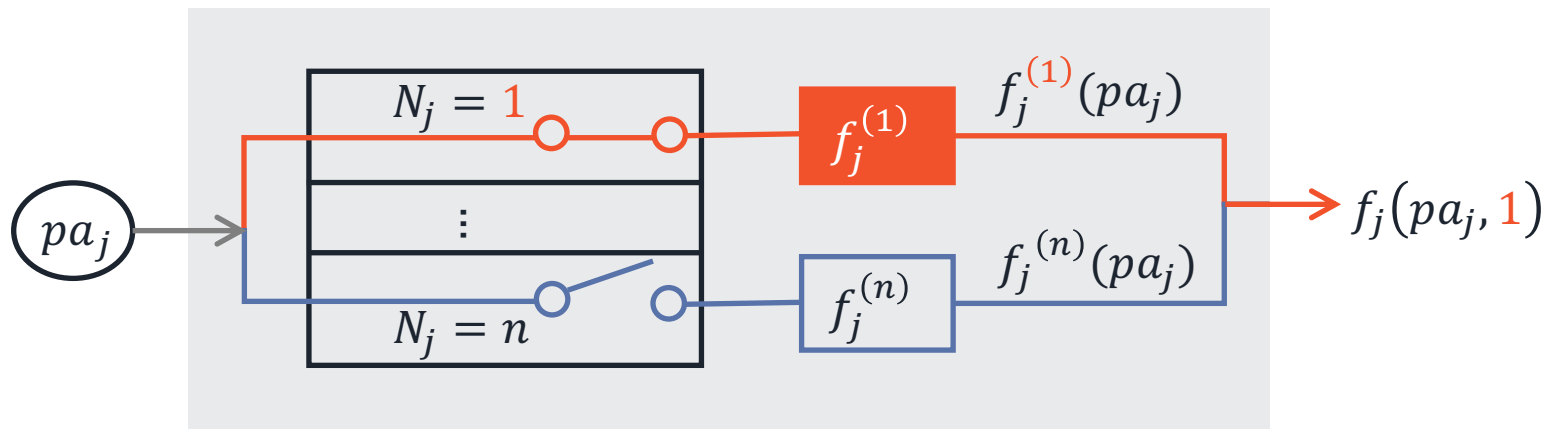 pa_j
N_j = 1
⋮
N_j = n
f_j^(1)
f_j^(n)
f_j^(1)(pa_j)
f_j^(n)(pa_j)
f_j(pa_j, 1)